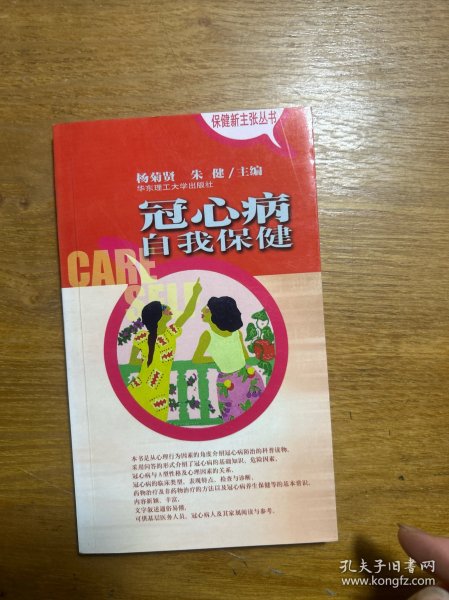 保健新主张丛书
杨菊贤 朱健/主编
华东理工大学出版社
冠心病
自我保健
CARE
SELF
本书是从心理行为因素的角度介绍冠心病防治的科普读物。
采用问答的形式介绍了冠心病的基础知识、危险因素，
冠心病与A型性格及心理因素的关系，
冠心病的临床类型、表现特点、检查与诊断，
药物治疗及非药物治疗的方法以及冠心病养生保健等的基本常识。
内容新颖、丰富，
文字叙述通俗易懂，
可供基层医务人员、冠心病人及其家属阅读与参考。
孔夫子旧书网
www.kongfz.com